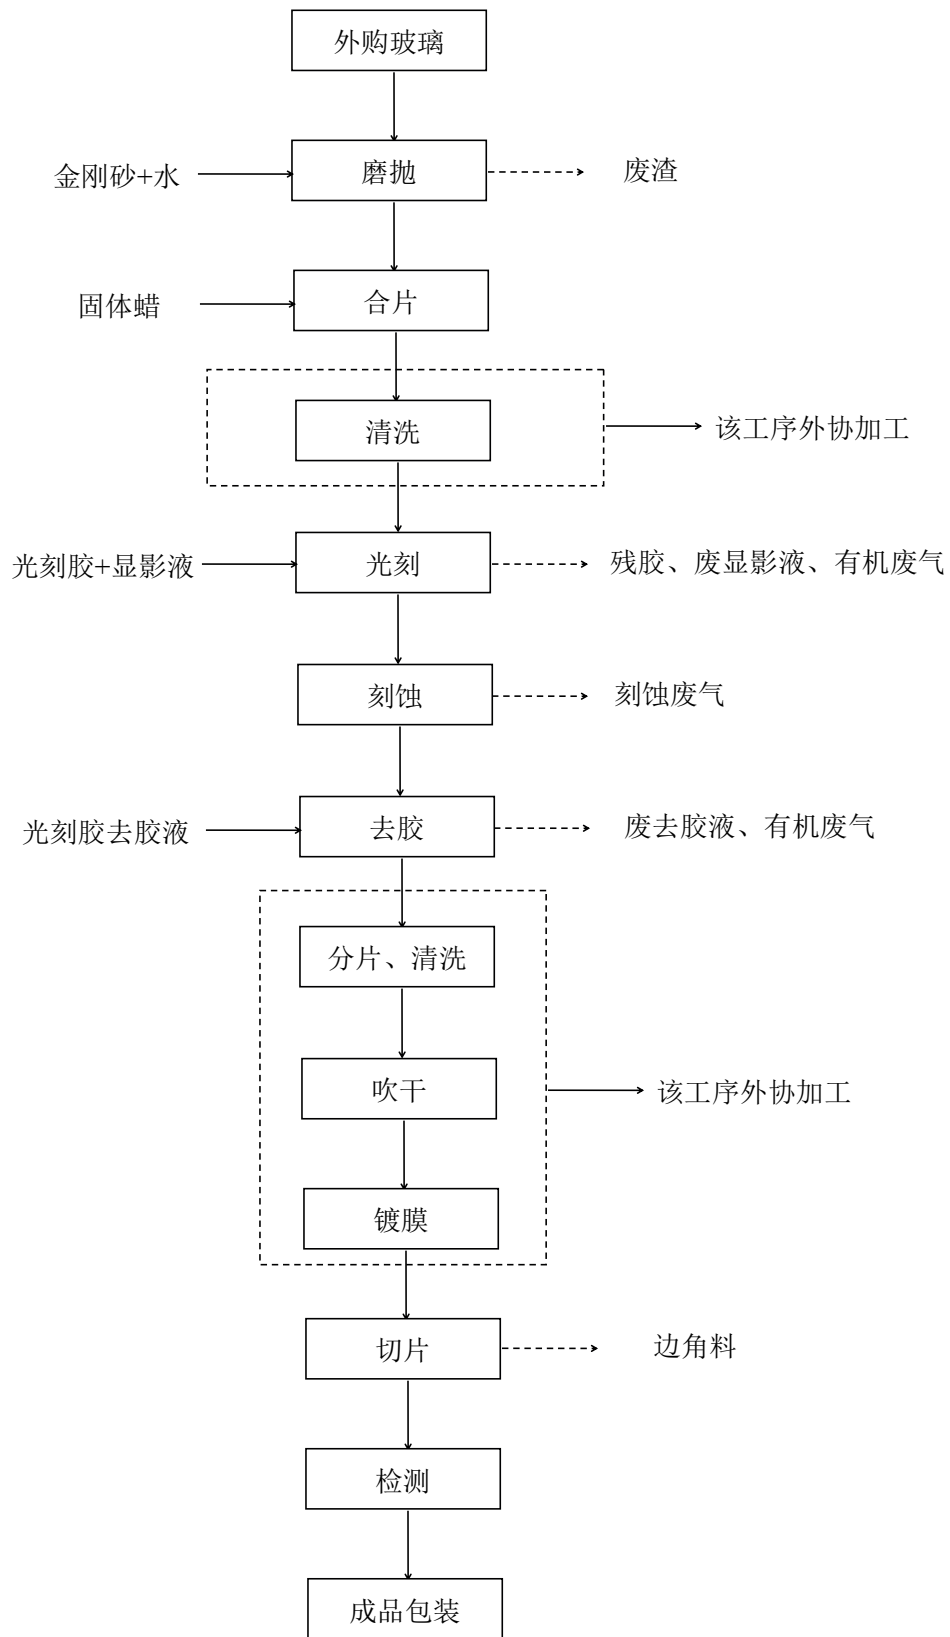 外购玻璃
金刚砂+水
磨抛
废渣
固体蜡
合片
清洗
该工序外协加工
光刻胶+显影液
光刻
残胶、废显影液、有机废气
刻蚀
刻蚀废气
光刻胶去胶液
去胶
废去胶液、有机废气
分片、清洗
吹干
该工序外协加工
镀膜
切片
边角料
检测
成品包装